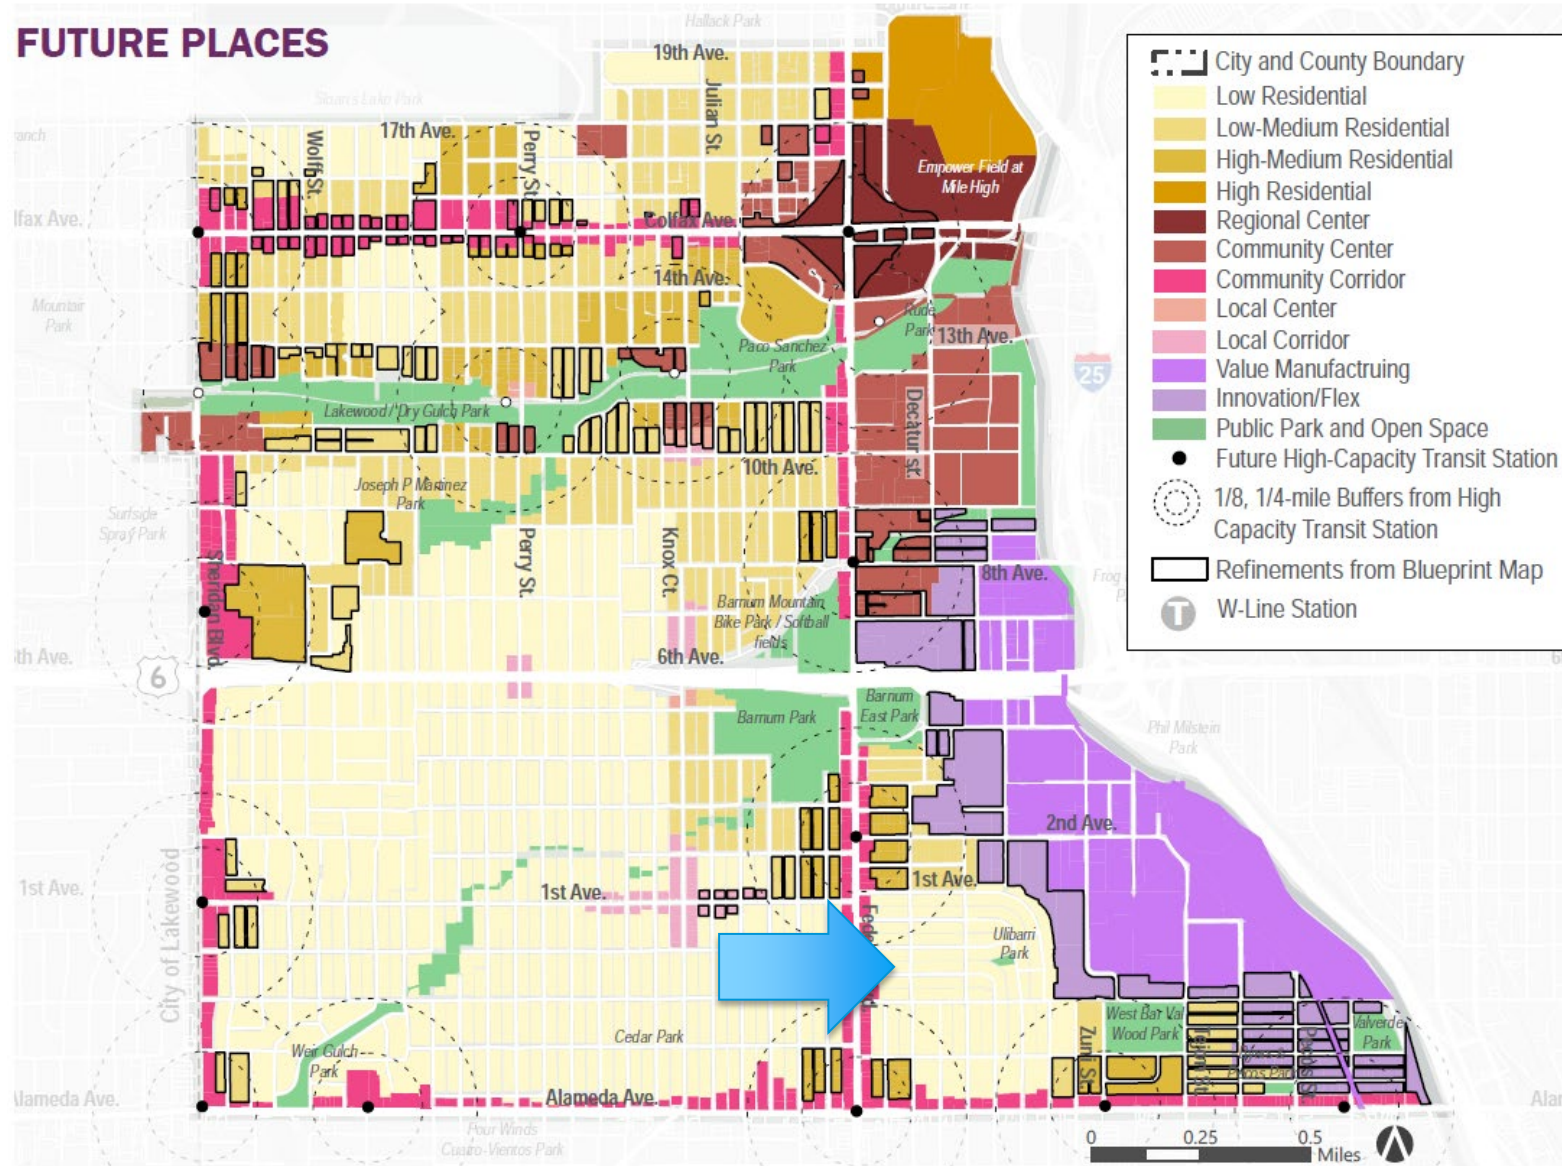 FUTURE PLACES
Hallack Park
19th Ave.
Julian St.
Sloan's Lake Park
17th Ave.
Wolff St.
Perry St.
Empower Field at
Mile High
Colfax Ave.
14th Ave.
Mountain
Park
Rude
Park
13th Ave.
Paco Sanchez
Park
25
Lakewood / Dry Gulch Park
Decatur st.
10th Ave.
Joseph P Martinez
Park
Surfside
Spray Park
Perry St.
Knox Ct.
8th Ave.
Sheridan Blvd.
Barnum Mountain
Bike Park / Softball
fields
6th Ave.
6
Barnum Park
Barnum
East Park
Phil Milstein
Park
2nd Ave.
1st Ave.
1st Ave.
1st Ave.
City of Lakewood
Ulibarri
Park
Cedar Park
Weir Gulch
Park
West Bar Val
Wood Park
Zuni St.
Tejon St.
Valverde
Park
Alameda Ave.
Alameda Ave.
Four Winds
Cuatro-Vientos Park
0 0.25 0.5
Miles
City and County Boundary
Low Residential
Low-Medium Residential
High-Medium Residential
High Residential
Regional Center
Community Center
Community Corridor
Local Center
Local Corridor
Value Manufactruing
Innovation/Flex
Public Park and Open Space
Future High-Capacity Transit Station
1/8, 1/4-mile Buffers from High
Capacity Transit Station
Refinements from Blueprint Map
T W-Line Station